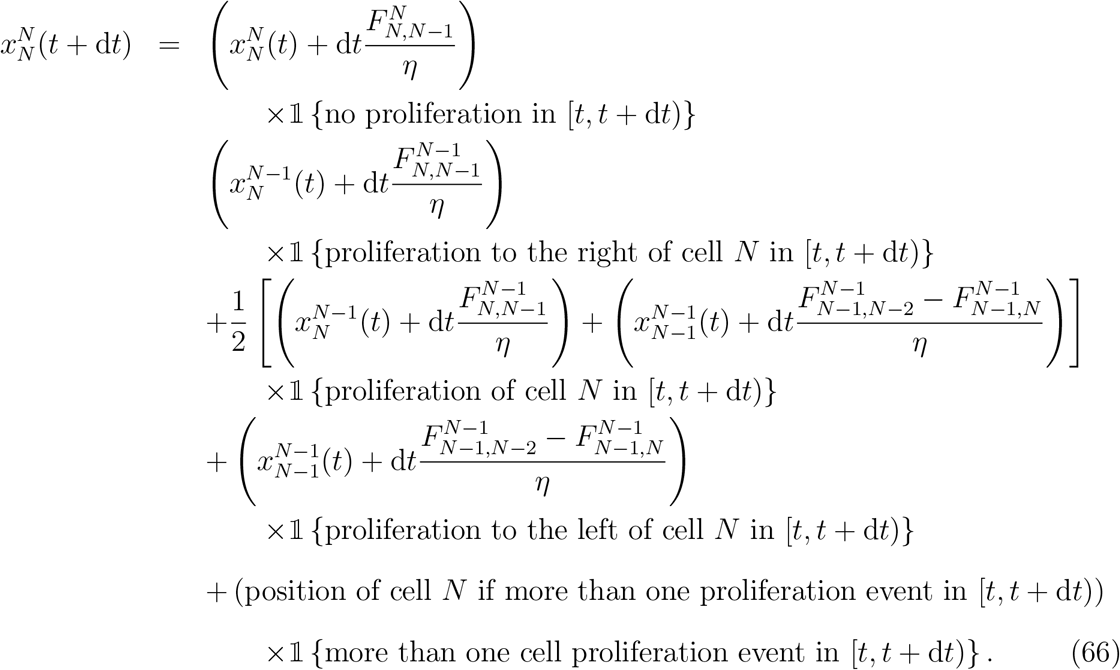 $x_N^N(t + \mathrm{d}t) = \left( x_N^N(t) + \mathrm{d}t \frac{F_{N,N-1}^N}{\eta} \right)$
$\times \mathbb{1} \{\text{no proliferation in } [t, t + \mathrm{d}t)\}$
$\left( x_N^{N-1}(t) + \mathrm{d}t \frac{F_{N,N-1}^{N-1}}{\eta} \right)$
$\times \mathbb{1} \{\text{proliferation to the right of cell } N \text{ in } [t, t + \mathrm{d}t)\}$
$+ \frac{1}{2} \left[ \left( x_N^{N-1}(t) + \mathrm{d}t \frac{F_{N,N-1}^{N-1}}{\eta} \right) + \left( x_{N-1}^{N-1}(t) + \mathrm{d}t \frac{F_{N-1,N-2}^{N-1} - F_{N-1,N}^{N-1}}{\eta} \right) \right]$
$\times \mathbb{1} \{\text{proliferation of cell } N \text{ in } [t, t + \mathrm{d}t)\}$
$+ \left( x_{N-1}^{N-1}(t) + \mathrm{d}t \frac{F_{N-1,N-2}^{N-1} - F_{N-1,N}^{N-1}}{\eta} \right)$
$\times \mathbb{1} \{\text{proliferation to the left of cell } N \text{ in } [t, t + \mathrm{d}t)\}$
$+ (\text{position of cell } N \text{ if more than one proliferation event in } [t, t + \mathrm{d}t))$
$\times \mathbb{1} \{\text{more than one cell proliferation event in } [t, t + \mathrm{d}t)\} . \quad (66)$